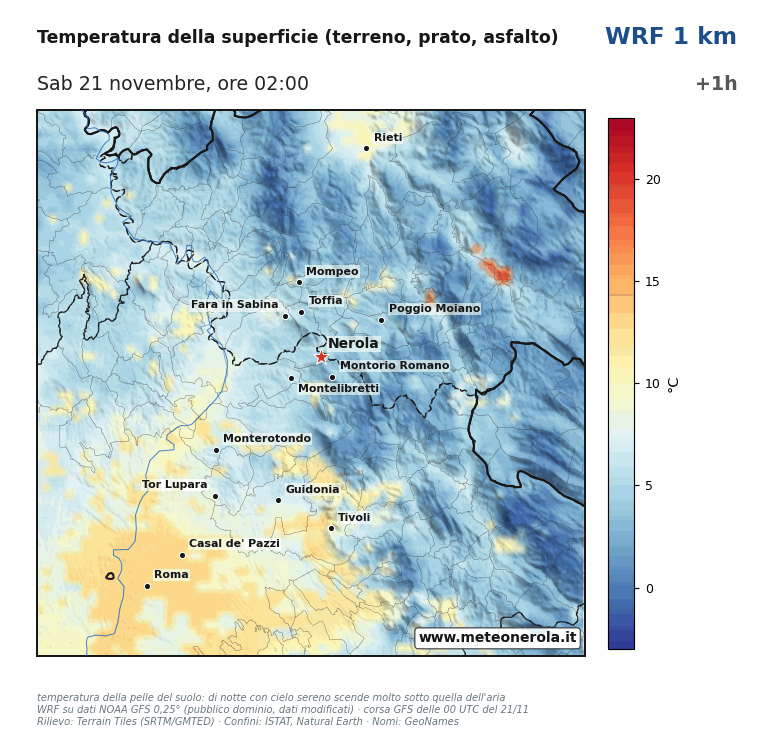 Temperatura della superficie (terreno, prato, asfalto)
WRF 1 km
Sab 21 novembre, ore 02:00
+1h
Rieti
Mompeo
Toffia
Fara in Sabina
Poggio Moiano
Nerola
Montorio Romano
Montelibretti
Monterotondo
Tor Lupara
Guidonia
Tivoli
Casal de' Pazzi
Roma
www.meteonerola.it
20
15
10
5
0
°C
temperatura della pelle del suolo: di notte con cielo sereno scende molto sotto quella dell'aria
WRF su dati NOAA GFS 0,25° (pubblico dominio, dati modificati) · corsa GFS delle 00 UTC del 21/11
Rilievo: Terrain Tiles (SRTM/GMTED) · Confini: ISTAT, Natural Earth · Nomi: GeoNames